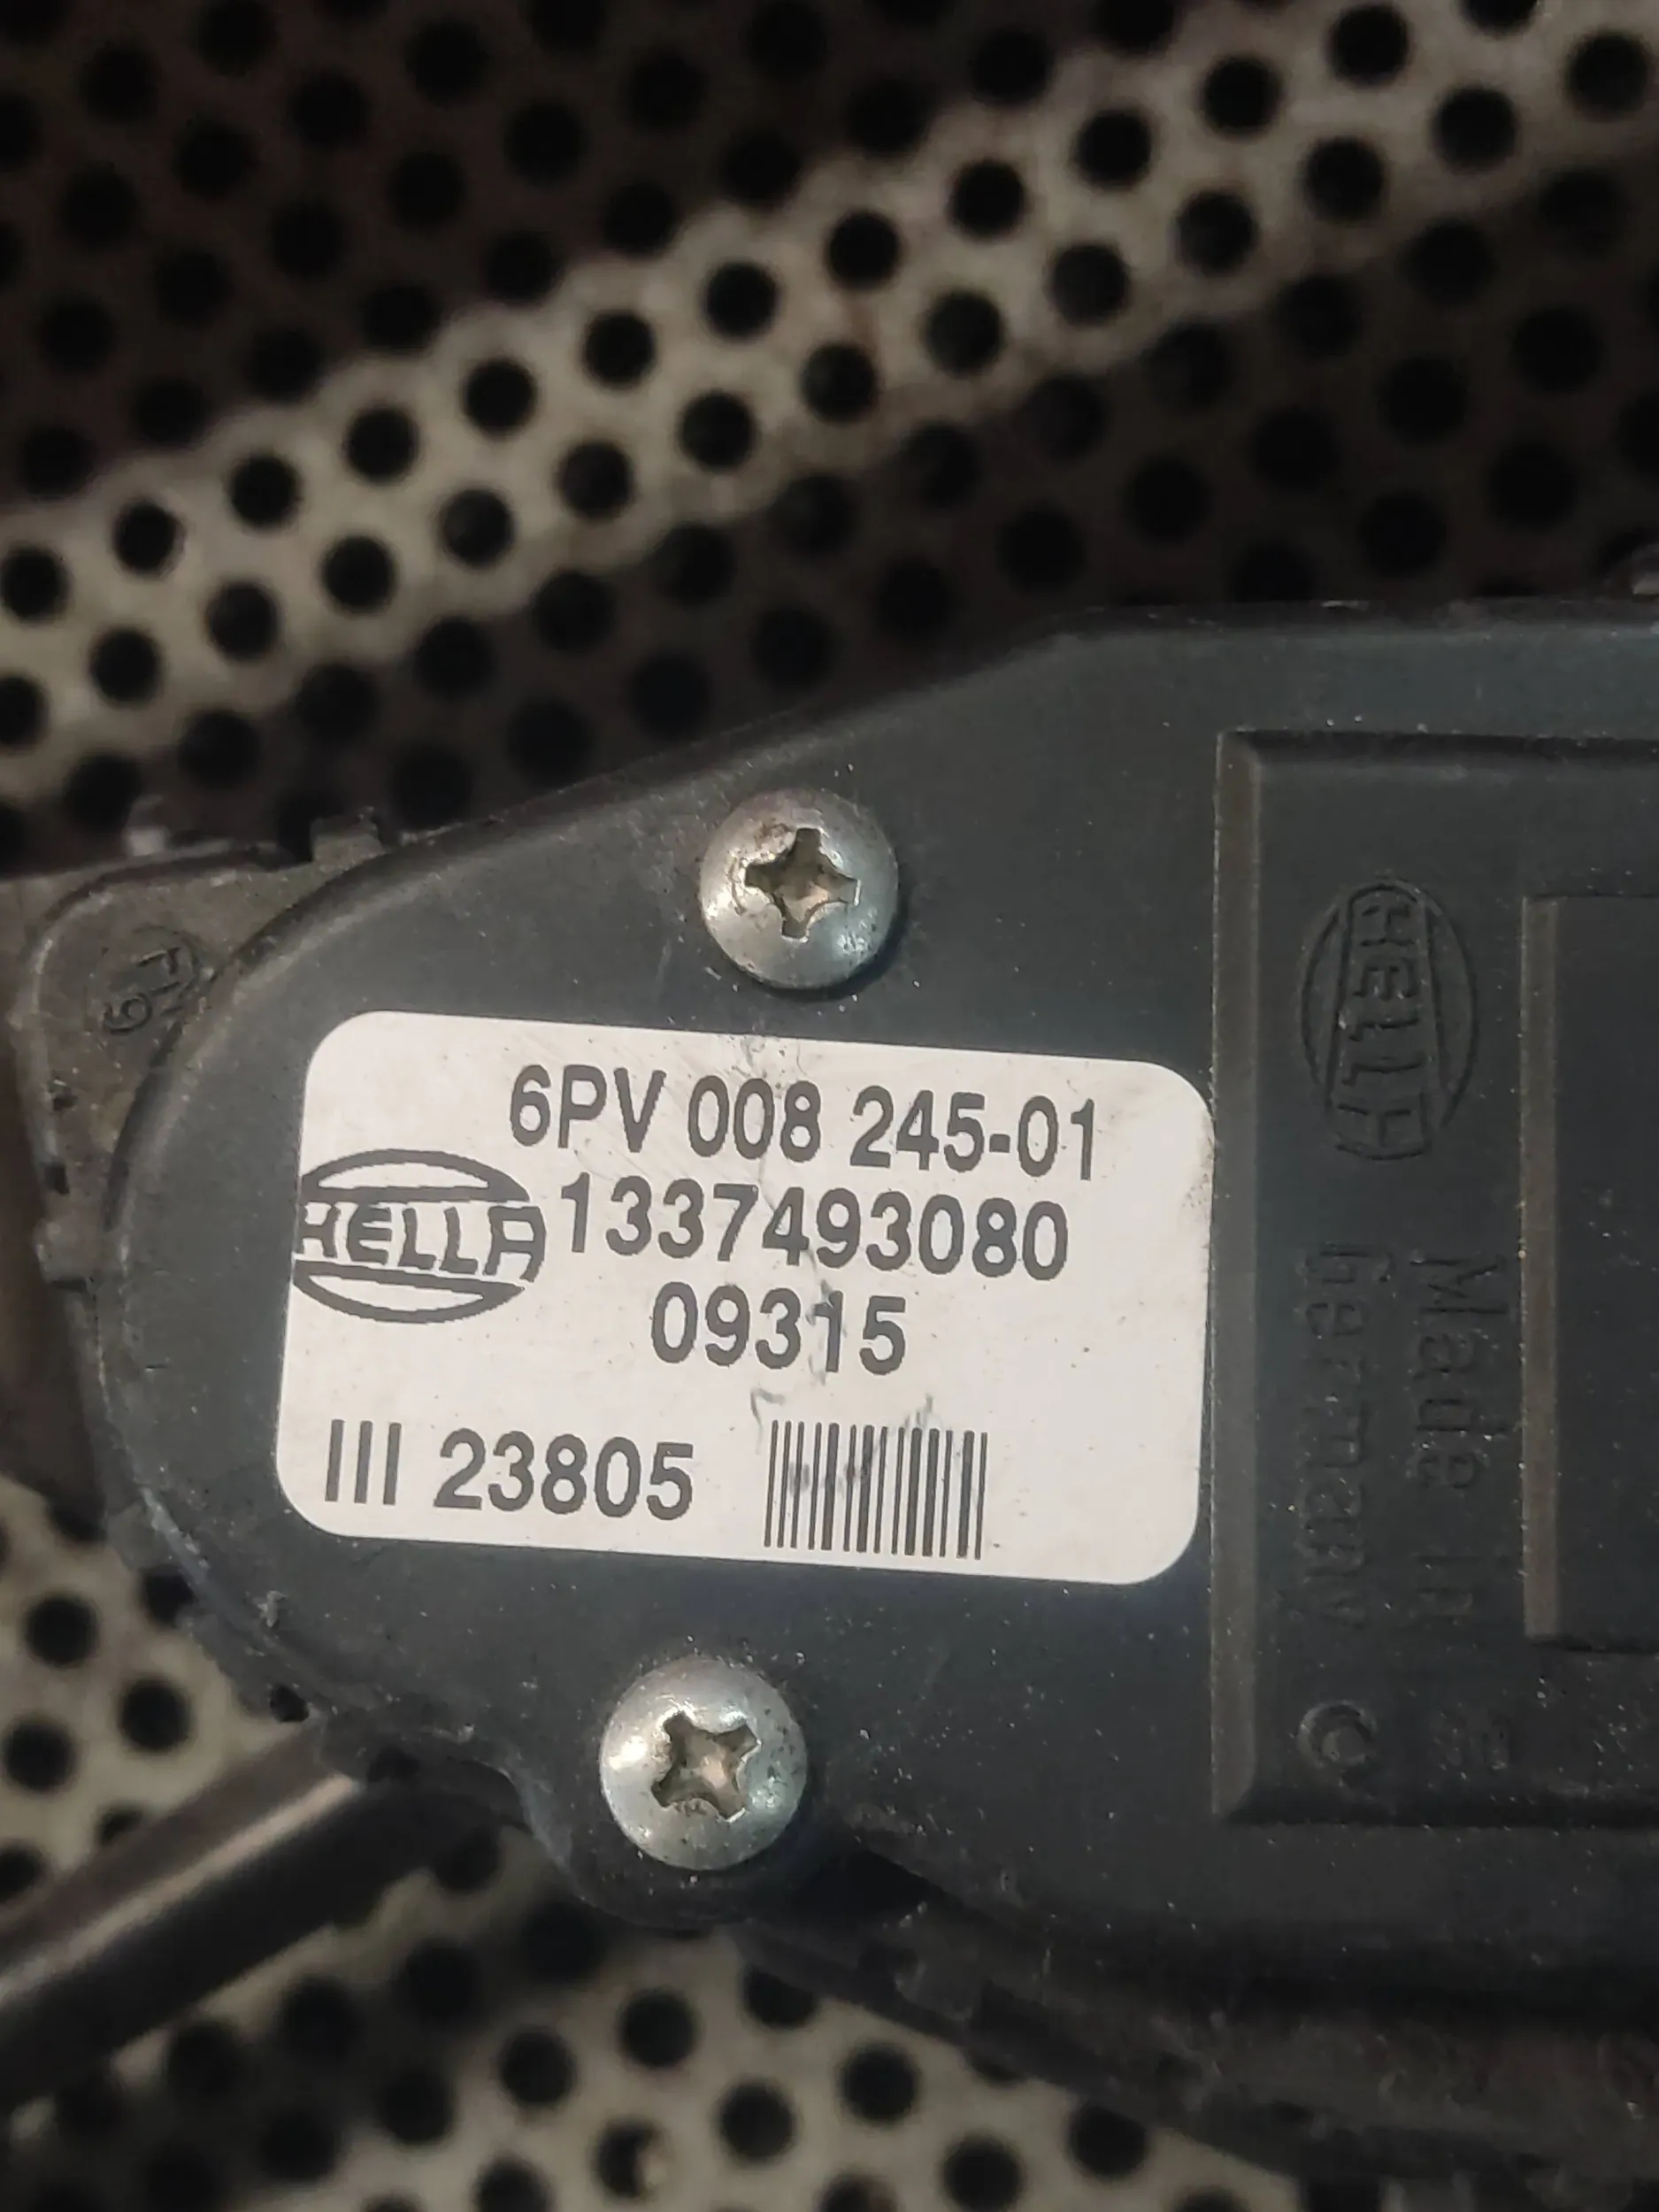 6PV 008 245-01
HELLA
1337493080
09315
III 23805
HELLA
Made in
Germany
©